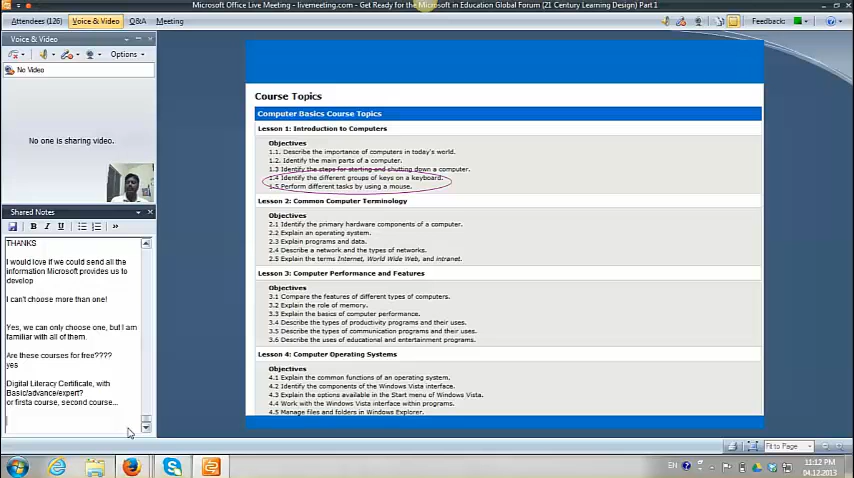 Microsoft Office Live Meeting - livemeeting.com - Get Ready for the Microsoft in Education Global Forum (21 Century Learning Design) Part 1
Attendees (126)
Voice & Video
Q&A
Meeting
Feedback:
Voice & Video
Options
No Video
No one is sharing video.
Shared Notes
B I U
THANKS
I would love if we could send all the
information Microsoft provides us to
develop
I can't choose more than one!
Yes, we can only choose one, but I am
familiar with all of them.
Are these courses for free????
yes
Digital Literacy Certificate, with
Basic/advance/expert?
or firsta course, second course...
Course Topics
Computer Basics Course Topics
Lesson 1: Introduction to Computers
Objectives
1.1. Describe the importance of computers in today's world.
1.2. Identify the main parts of a computer.
1.3 Identify the steps for starting and shutting down a computer.
1.4 Identify the different groups of keys on a keyboard.
1.5 Perform different tasks by using a mouse.
Lesson 2: Common Computer Terminology
Objectives
2.1 Identify the primary hardware components of a computer.
2.2 Explain an operating system.
2.3 Explain programs and data.
2.4 Describe a network and the types of networks.
2.5 Explain the terms Internet, World Wide Web, and intranet.
Lesson 3: Computer Performance and Features
Objectives
3.1 Compare the features of different types of computers.
3.2 Explain the role of memory.
3.3 Explain the basics of computer performance.
3.4 Describe the types of productivity programs and their uses.
3.5 Describe the types of communication programs and their uses.
3.6 Describe the uses of educational and entertainment programs.
Lesson 4: Computer Operating Systems
Objectives
4.1 Explain the common functions of an operating system.
4.2 Identify the components of the Windows Vista interface.
4.3 Explain the options available in the Start menu of Windows Vista.
4.4 Work with the Windows Vista interface within programs.
4.5 Manage files and folders in Windows Explorer.
Fit to Page
EN
11:12 PM
04.12.2013